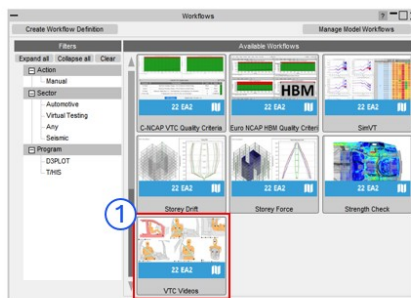 Workflows
?
Create Workflow Definition
Manage Model Workflows
Filters
Available Workflows
Expand all Collapse all Clear
Action
Manual
Sector
Automotive
Virtual Testing
Any
Seismic
Program
D3PLOT
T/HIS
HBM
22 EA2
22 EA2
22 EA2
C-NCAP VTC Quality Criteria
Euro NCAP HBM Quality Criteri
SimVT
22 EA2
22 EA2
22 EA2
Storey Drift
Storey Force
Strength Check
1
22 EA2
VTC Videos